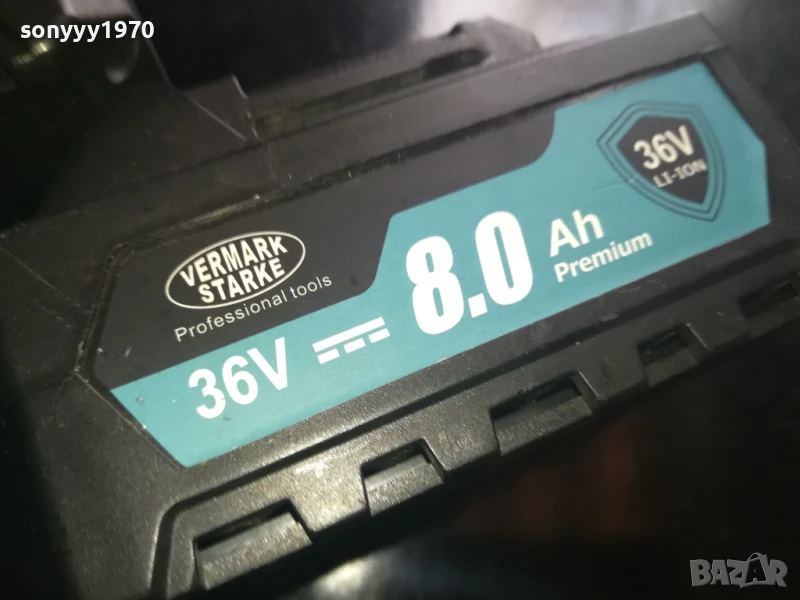 sonyyy1970
36V
LI-ION
VERMARK
STARKE
Professional tools
8.0 Ah
Premium
36V
BAZAR